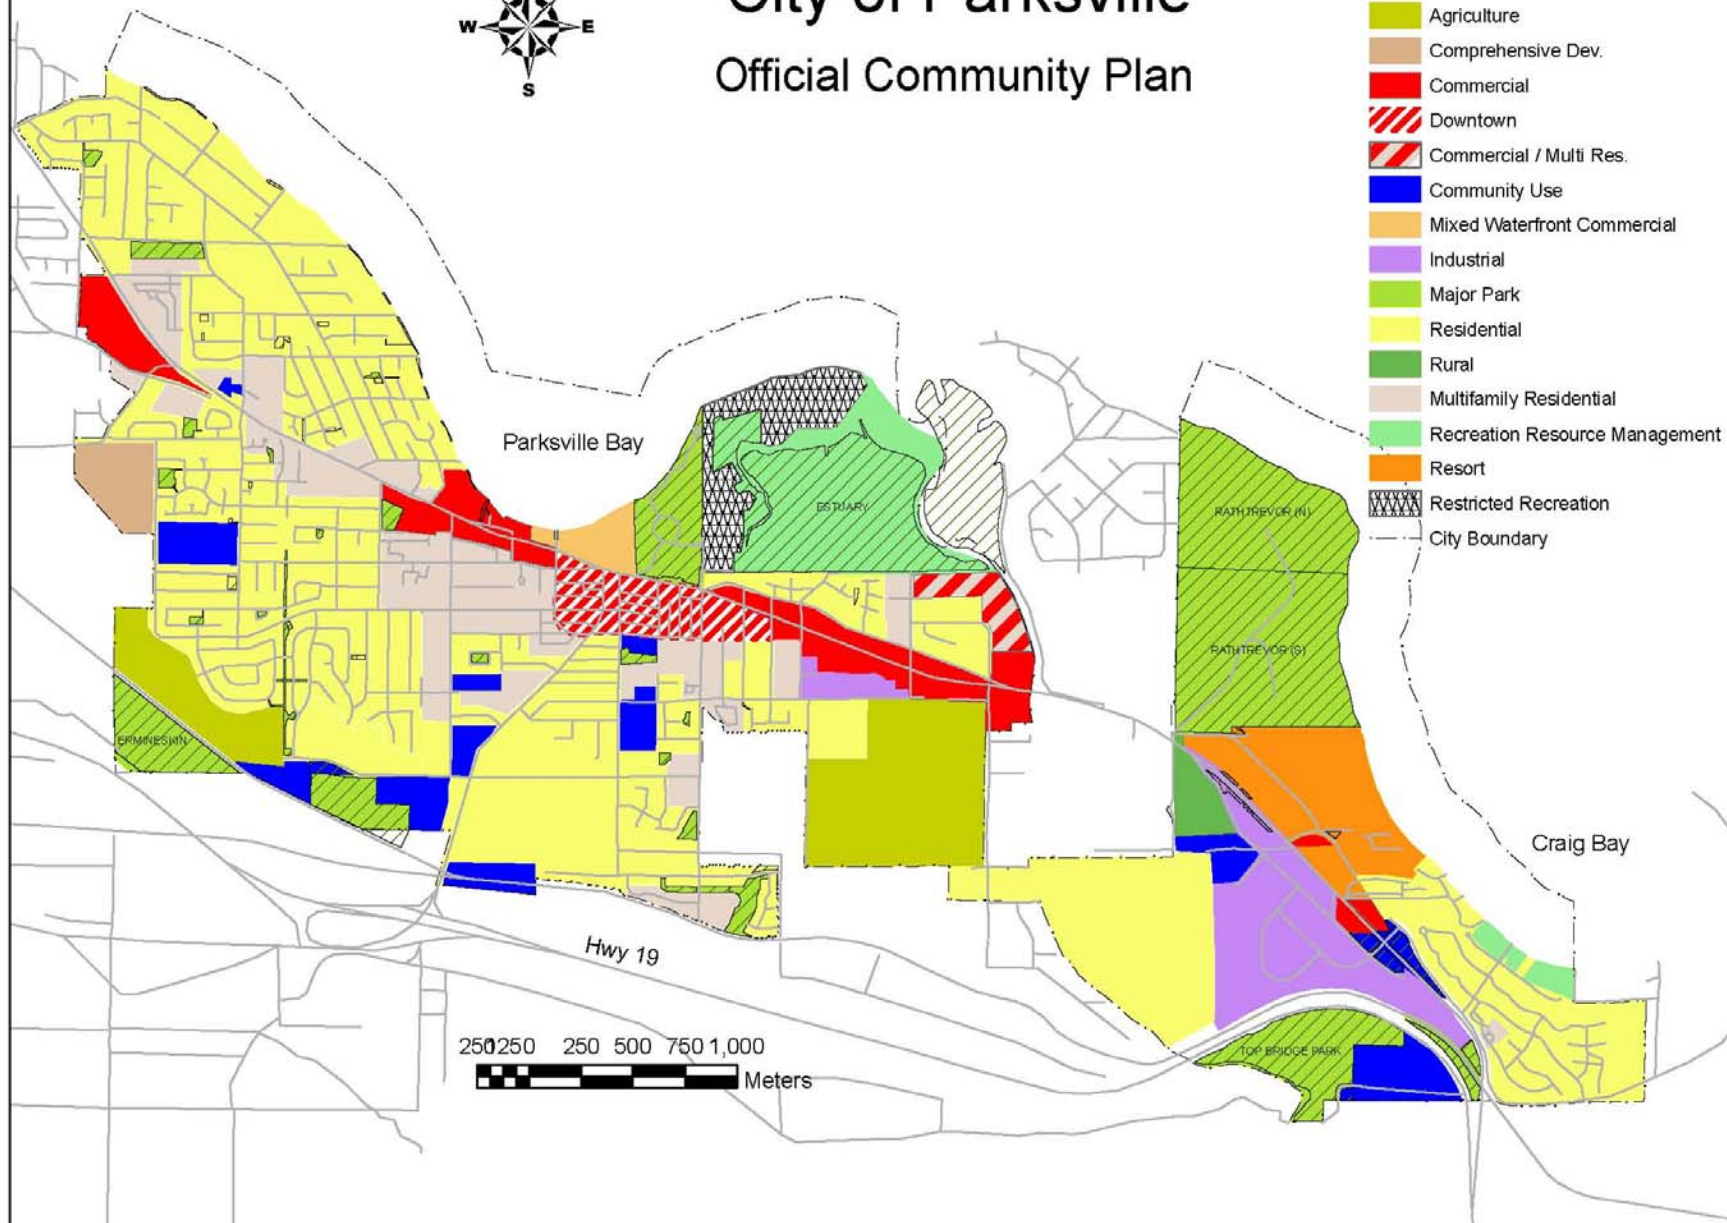 City of Parksville
Official Community Plan
W
E
S
Agriculture
Comprehensive Dev.
Commercial
Downtown
Commercial / Multi Res.
Community Use
Mixed Waterfront Commercial
Industrial
Major Park
Residential
Rural
Multifamily Residential
Recreation Resource Management
Resort
Restricted Recreation
City Boundary
Parksville Bay
ESTUARY
RATHTREVOR (N)
RATHTREVOR (S)
ERMINESKIN
Craig Bay
Hwy 19
TOP BRIDGE PARK
250 125 0 250 500 750 1,000
Meters